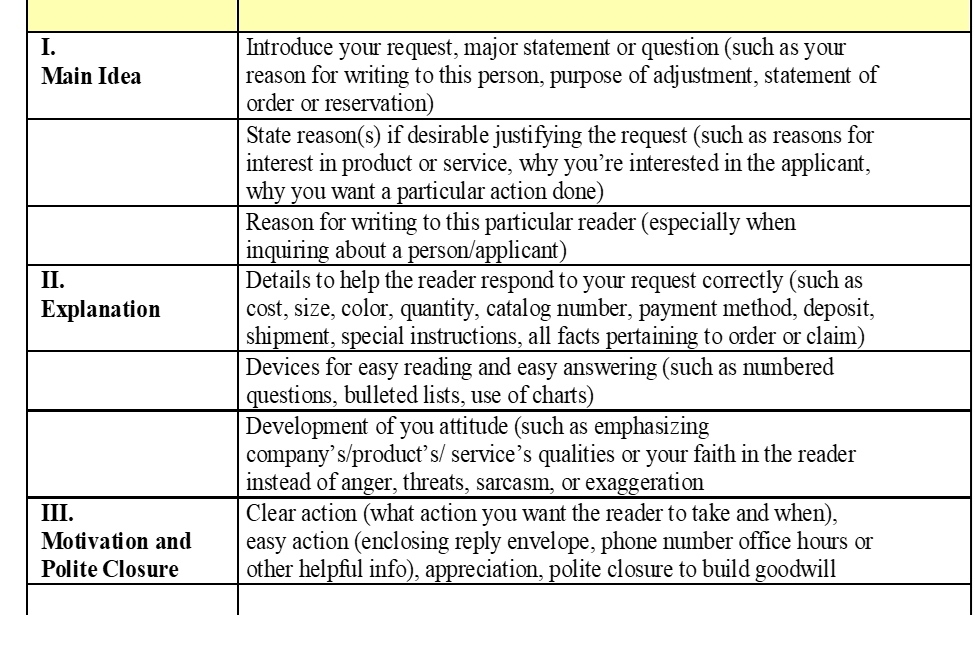 I.
Main Idea
Introduce your request, major statement or question (such as your
reason for writing to this person, purpose of adjustment, statement of
order or reservation)
State reason(s) if desirable justifying the request (such as reasons for
interest in product or service, why you’re interested in the applicant,
why you want a particular action done)
Reason for writing to this particular reader (especially when
inquiring about a person/applicant)
II.
Explanation
Details to help the reader respond to your request correctly (such as
cost, size, color, quantity, catalog number, payment method, deposit,
shipment, special instructions, all facts pertaining to order or claim)
Devices for easy reading and easy answering (such as numbered
questions, bulleted lists, use of charts)
Development of you attitude (such as emphasizing
company’s/product’s/ service’s qualities or your faith in the reader
instead of anger, threats, sarcasm, or exaggeration
III.
Motivation and
Polite Closure
Clear action (what action you want the reader to take and when),
easy action (enclosing reply envelope, phone number office hours or
other helpful info), appreciation, polite closure to build goodwill